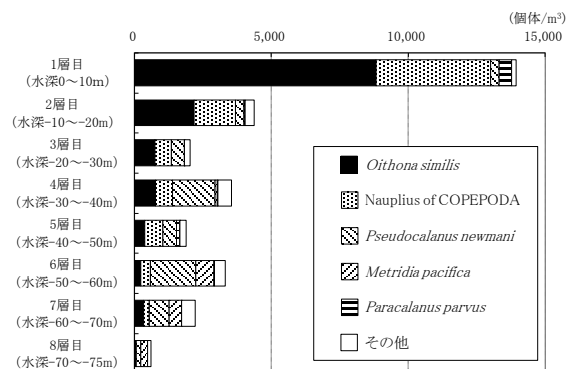 (個体/m³)
0 5,000 10,000 15,000
1層目
(水深0～10m)
2層目
(水深-10～-20m)
3層目
(水深-20～-30m)
4層目
(水深-30～-40m)
5層目
(水深-40～-50m)
6層目
(水深-50～-60m)
7層目
(水深-60～-70m)
8層目
(水深-70～-75m)
Oithona similis
Nauplius of COPEPODA
Pseudocalanus newmani
Metridia pacifica
Paracalanus parvus
その他